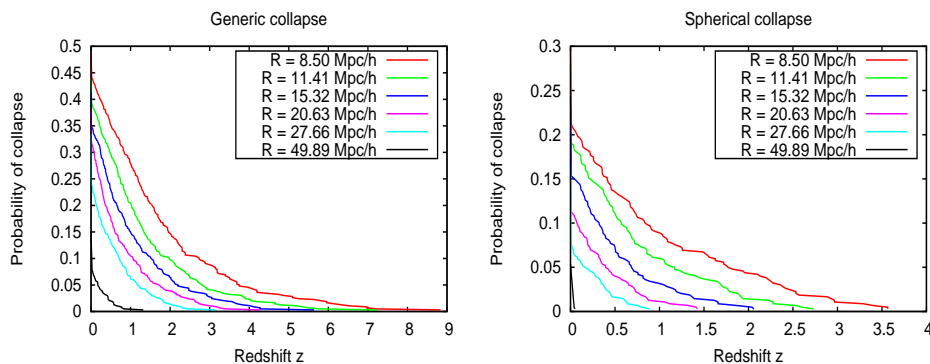 Generic collapse
Probability of collapse
0.5
0.45
0.4
0.35
0.3
0.25
0.2
0.15
0.1
0.05
0
R = 8.50 Mpc/h
R = 11.41 Mpc/h
R = 15.32 Mpc/h
R = 20.63 Mpc/h
R = 27.66 Mpc/h
R = 49.89 Mpc/h
0 1 2 3 4 5 6 7 8 9
Redshift z
Spherical collapse
Probability of collapse
0.3
0.25
0.2
0.15
0.1
0.05
0
R = 8.50 Mpc/h
R = 11.41 Mpc/h
R = 15.32 Mpc/h
R = 20.63 Mpc/h
R = 27.66 Mpc/h
R = 49.89 Mpc/h
0 0.5 1 1.5 2 2.5 3 3.5 4
Redshift z